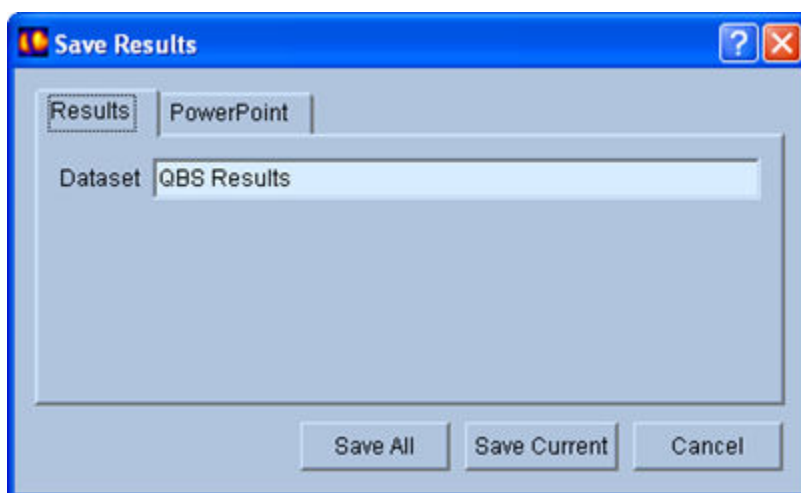 Save Results
?
Results PowerPoint
Dataset QBS Results
Save All Save Current Cancel